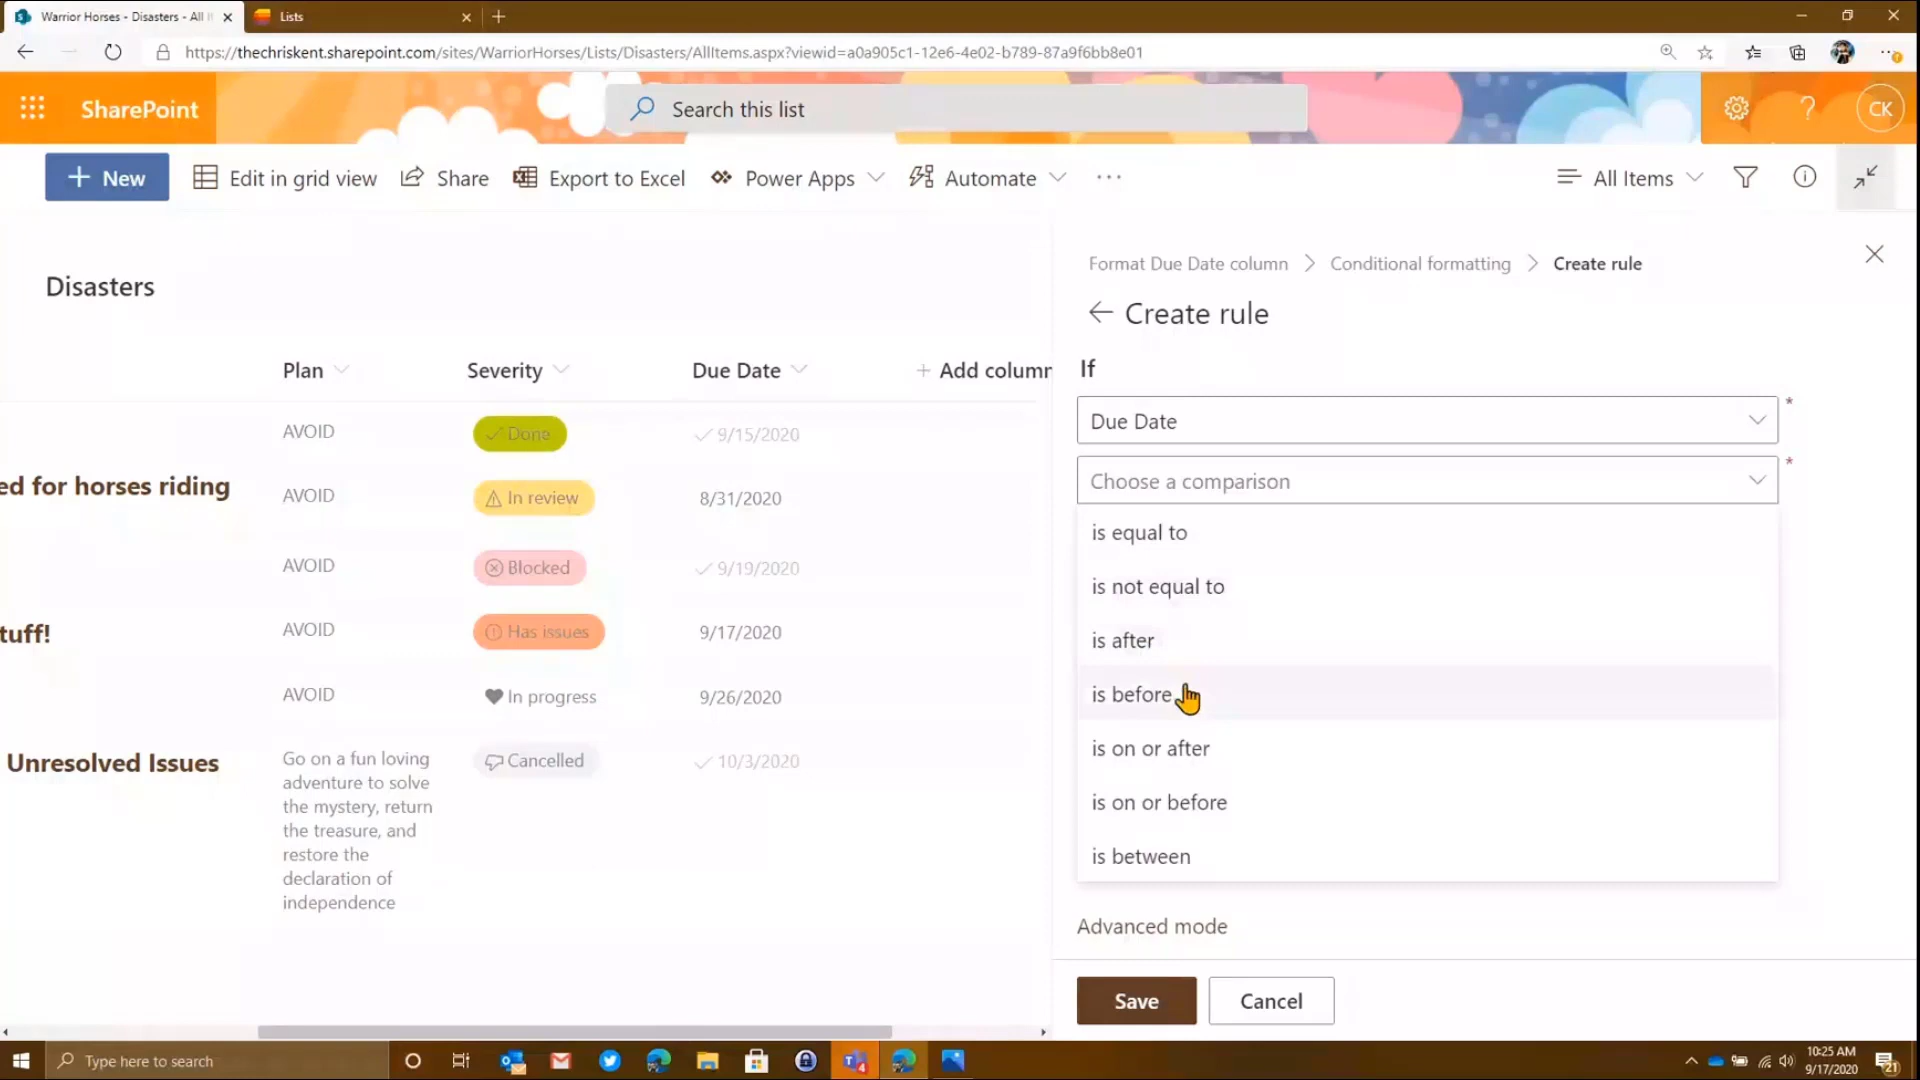 Warrior Horses - Disasters - All I
Lists
https://thechriskent.sharepoint.com/sites/WarriorHorses/Lists/Disasters/AllItems.aspx?viewid=a0a905c1-12e6-4e02-b789-87a9f6bb8e01
SharePoint
Search this list
CK
New
Edit in grid view
Share
Export to Excel
Power Apps
Automate
All Items
Disasters
Plan
Severity
Due Date
Add column
AVOID
Done
9/15/2020
ed for horses riding
AVOID
In review
8/31/2020
AVOID
Blocked
9/19/2020
tuff!
AVOID
Has issues
9/17/2020
AVOID
In progress
9/26/2020
Unresolved Issues
Go on a fun loving
adventure to solve
the mystery, return
the treasure, and
restore the
declaration of
independence
Cancelled
10/3/2020
Format Due Date column > Conditional formatting > Create rule
Create rule
If
Due Date
*
Choose a comparison
*
is equal to
is not equal to
is after
is before
is on or after
is on or before
is between
Advanced mode
Save
Cancel
Type here to search
4
10:25 AM
9/17/2020
21